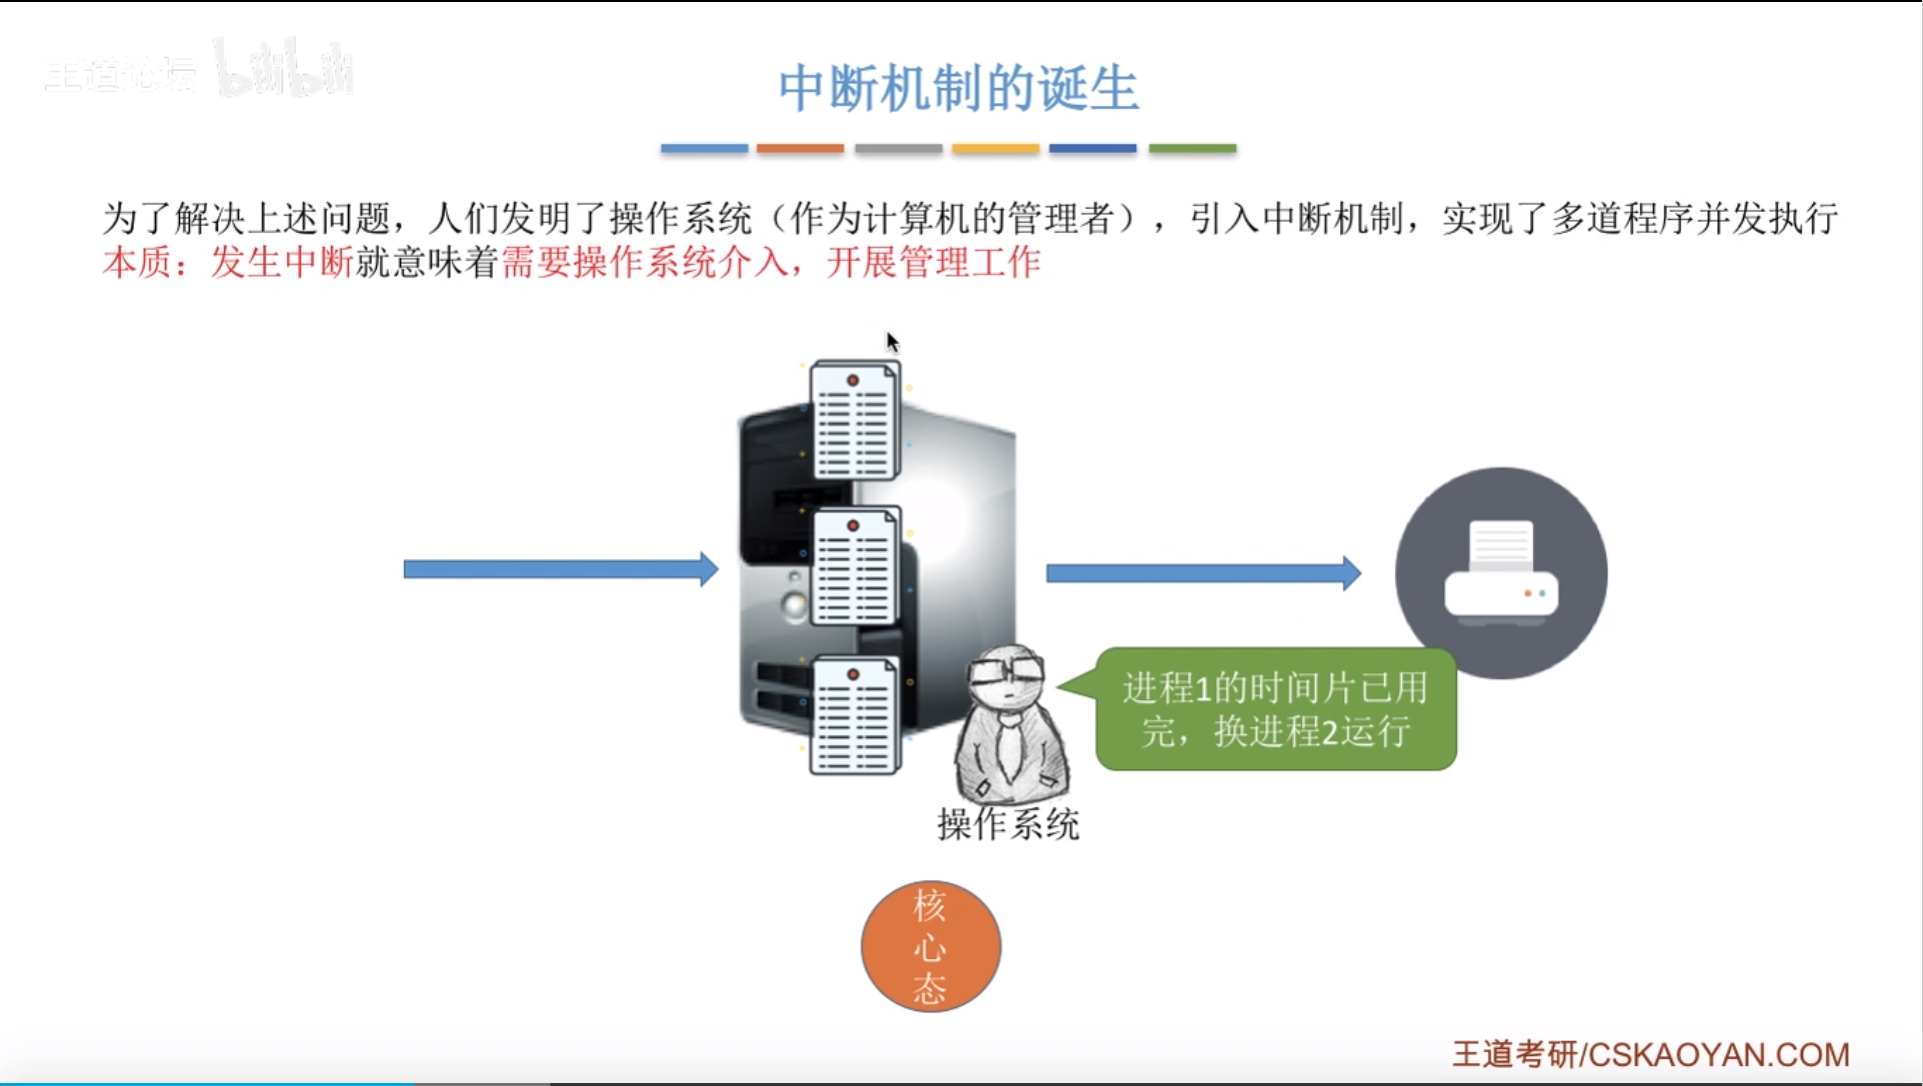 王道论坛 bilibili
中断机制的诞生
为了解决上述问题，人们发明了操作系统（作为计算机的管理者），引入中断机制，实现了多道程序并发执行
本质：发生中断就意味着需要操作系统介入，开展管理工作
进程1的时间片已用
完，换进程2运行
操作系统
核
心
态
王道考研/CSKAOYAN.COM